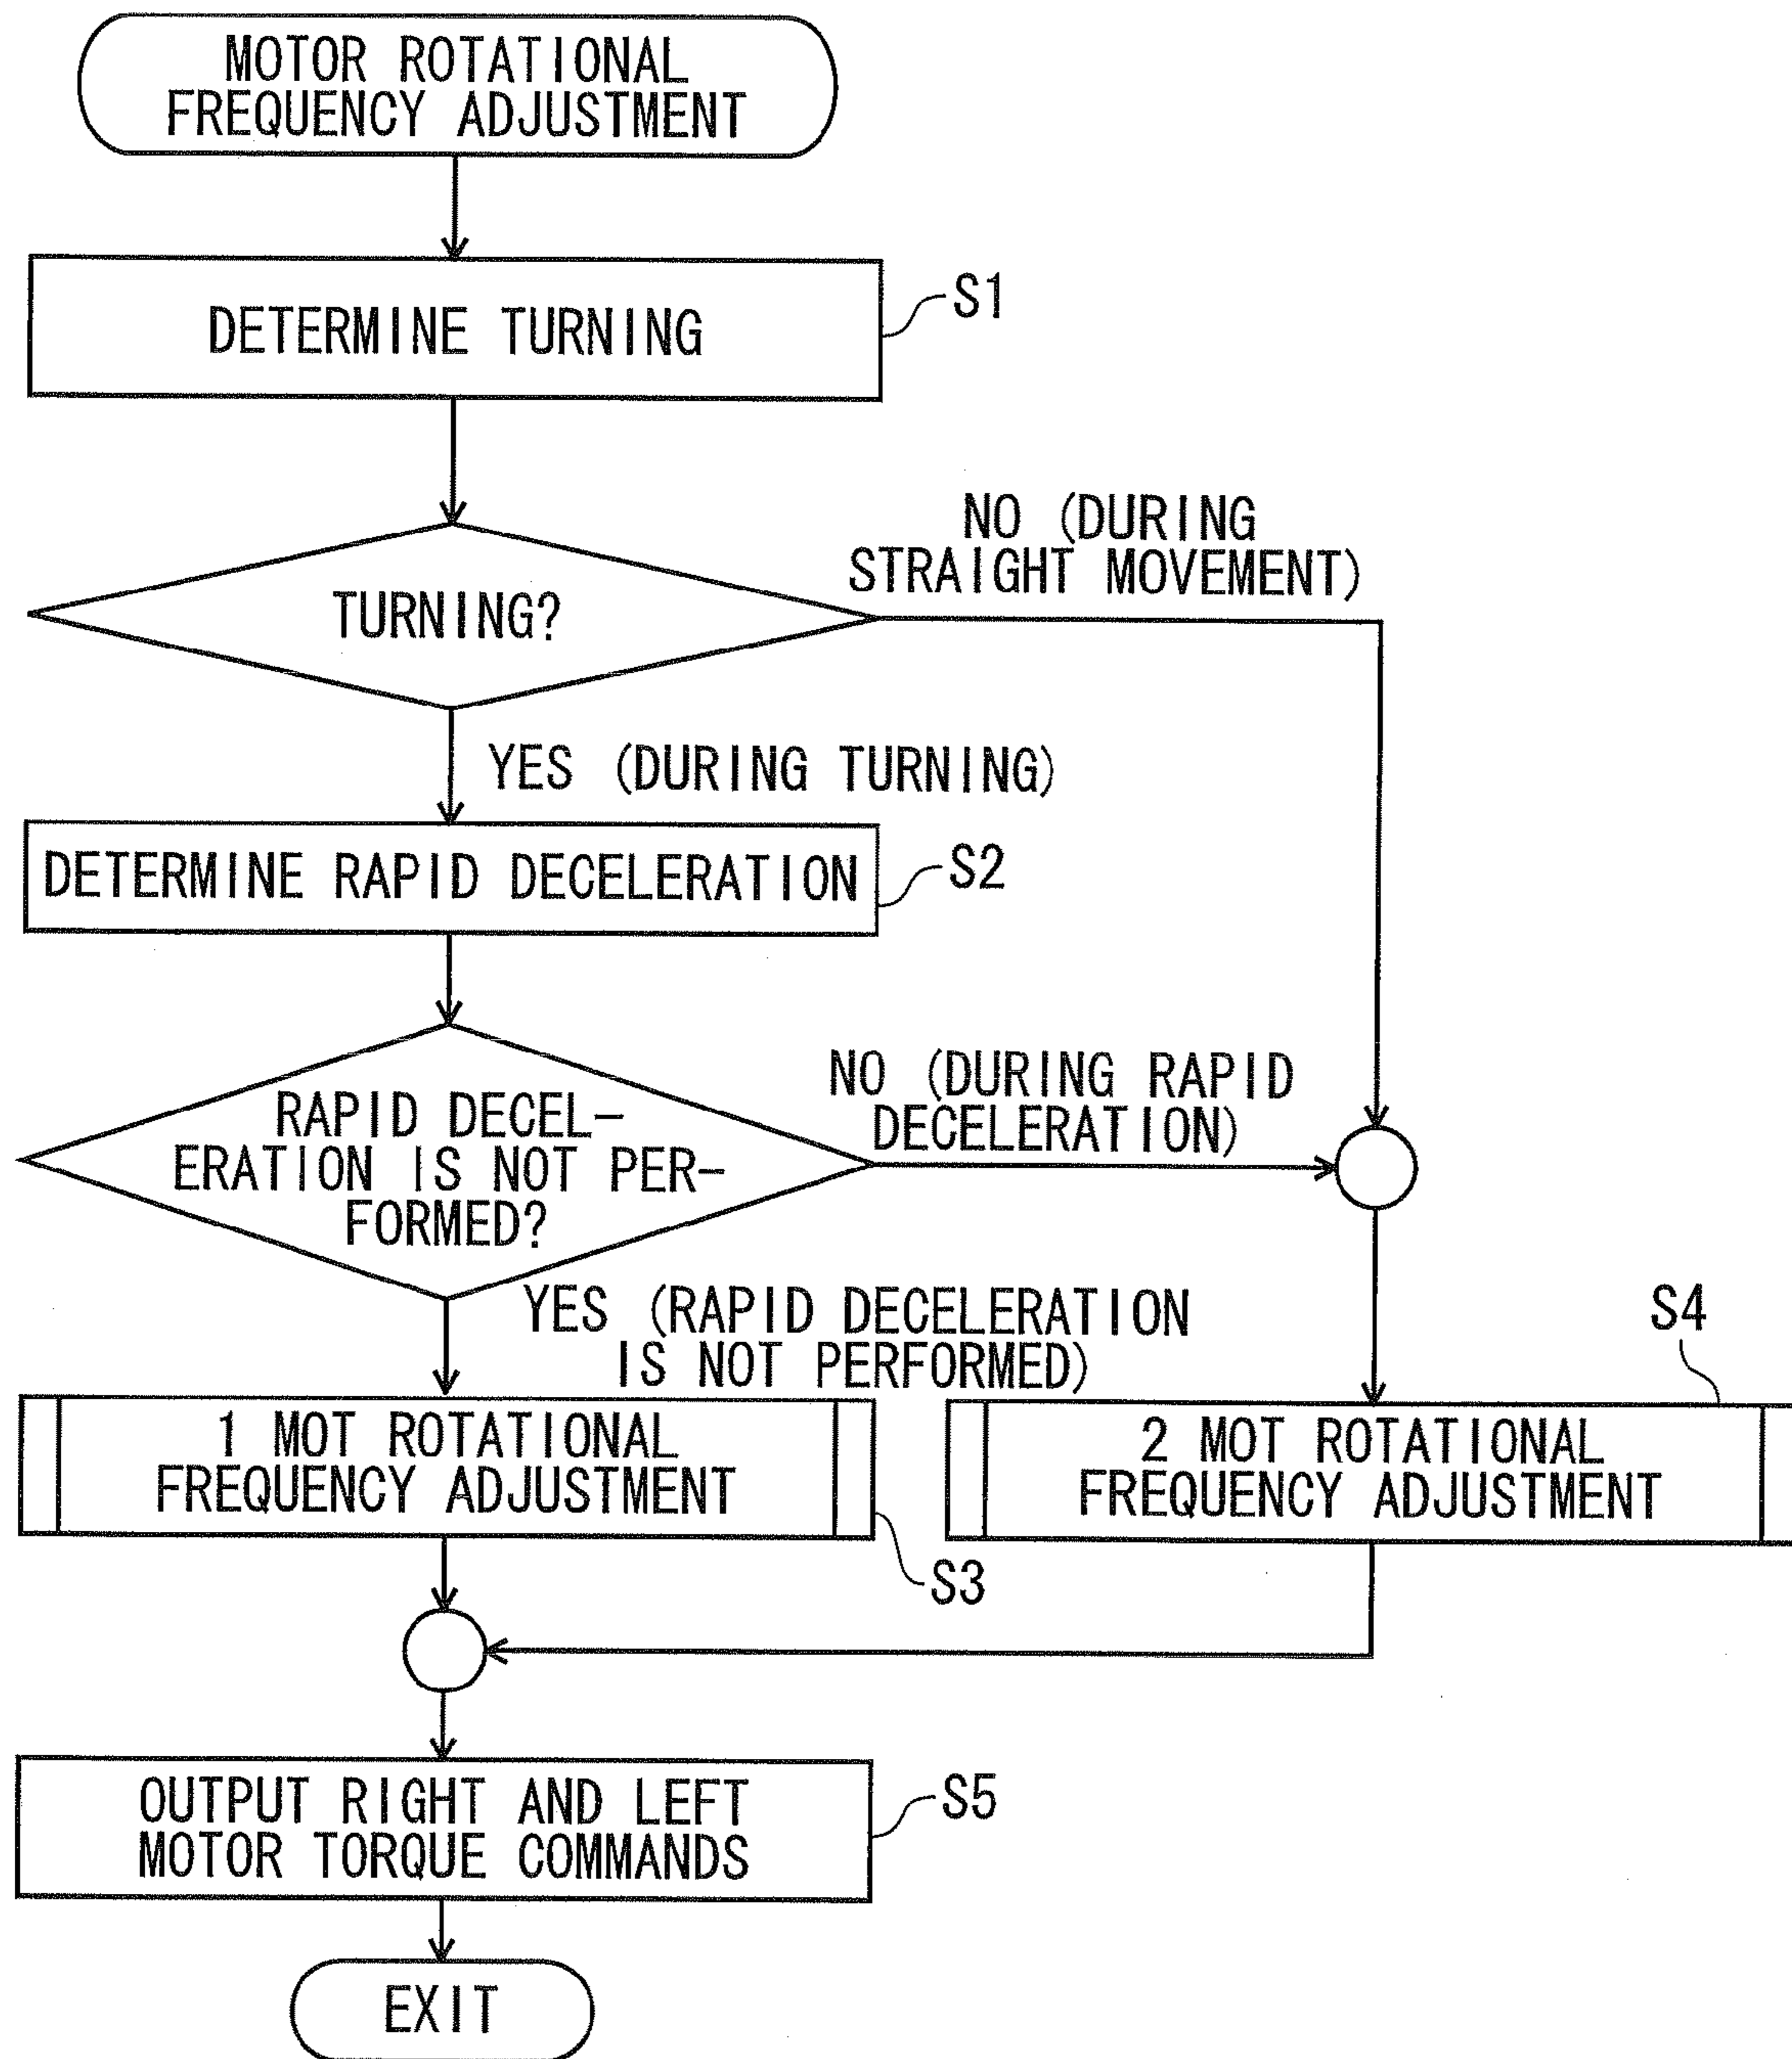 MOTOR ROTATIONAL
FREQUENCY ADJUSTMENT
DETERMINE TURNING
S1
NO (DURING
STRAIGHT MOVEMENT)
TURNING?
YES (DURING TURNING)
DETERMINE RAPID DECELERATION
S2
NO (DURING RAPID
DECELERATION)
RAPID DECEL-
ERATION IS NOT PER-
FORMED?
YES (RAPID DECELERATION
IS NOT PERFORMED)
S4
1 MOT ROTATIONAL
FREQUENCY ADJUSTMENT
2 MOT ROTATIONAL
FREQUENCY ADJUSTMENT
S3
OUTPUT RIGHT AND LEFT
MOTOR TORQUE COMMANDS
S5
EXIT